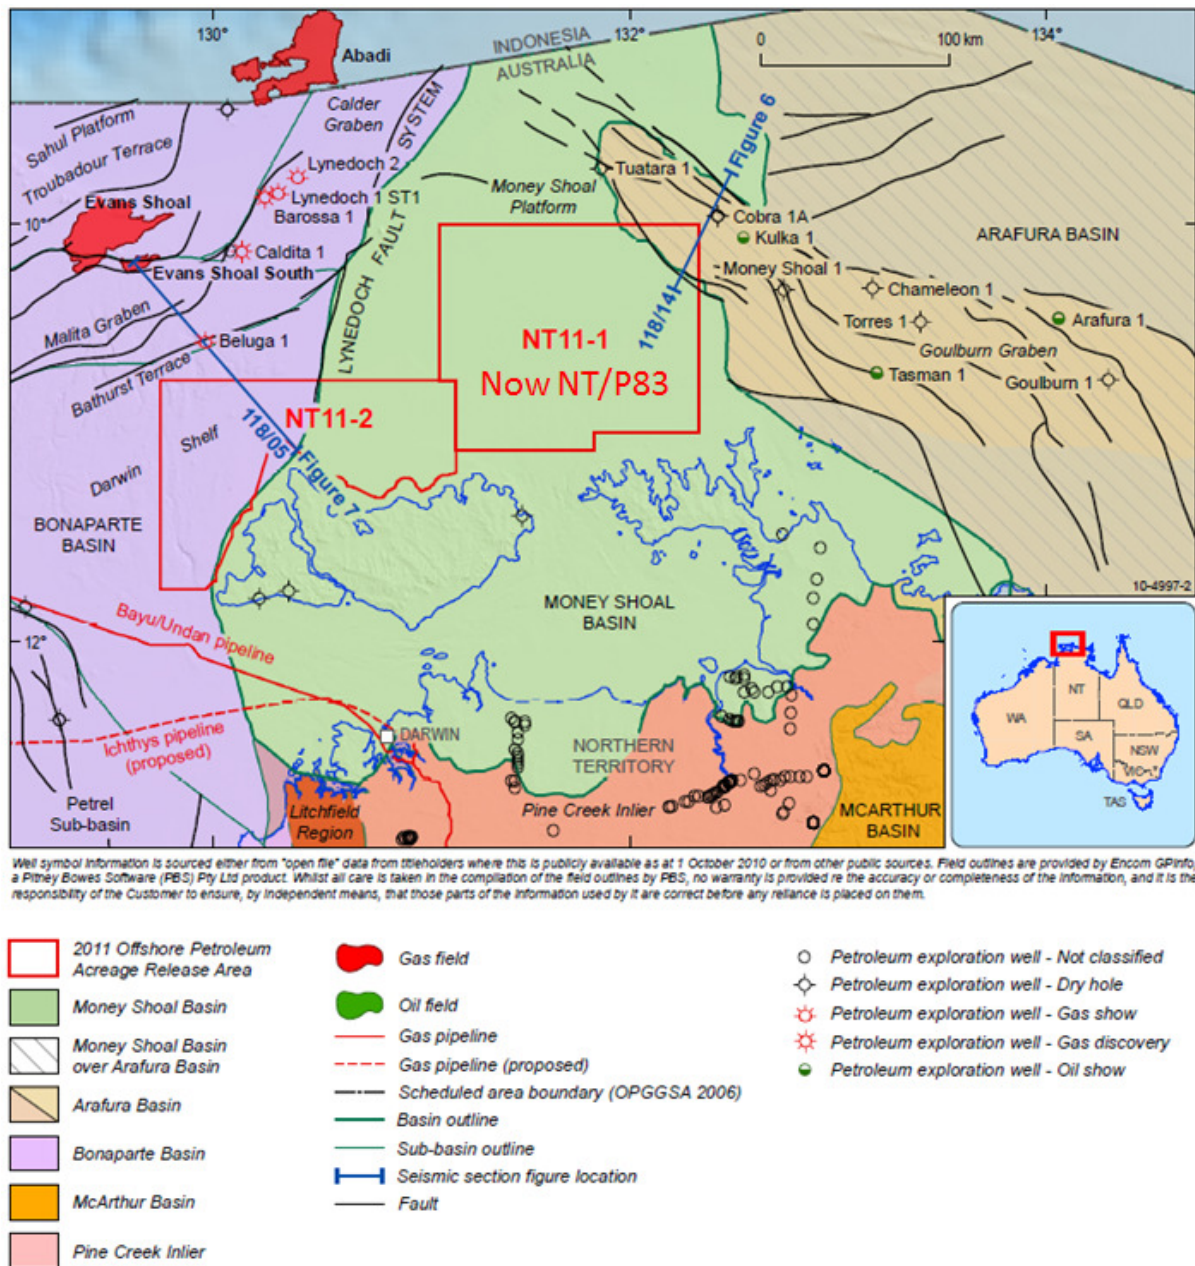 130°
132°
134°
Abadi
INDONESIA
AUSTRALIA
0
100 km
Calder
Graben
SYSTEM
Figure 6
Sahul Platform
Troubadour Terrace
Lynedoch 2
Tuatara 1
Evans Shoal
Lynedoch 1 ST1
Barossa 1
Money Shoal
Platform
10°
Cobra 1A
Kulka 1
ARAFURA BASIN
Caldita 1
FAULT
Evans Shoal South
Money Shoal 1
Chameleon 1
Malita Graben
LYNEDOCH
118/14
Torres 1
Arafura 1
Beluga 1
NT11-1
Now NT/P83
Goulburn Graben
Bathurst Terrace
Tasman 1
Goulburn 1
NT11-2
118/05
Shelf
Darwin
Figure 7
BONAPARTE
BASIN
10-4997-2
MONEY SHOAL
BASIN
12°
Bayu/Undan pipeline
NT
QLD
WA
SA
NSW
VIC
TAS
Ichthys pipeline
(proposed)
DARWIN
NORTHERN
TERRITORY
Petrel
Sub-basin
Litchfield
Region
Pine Creek Inlier
MCARTHUR
BASIN
Well symbol information is sourced either from "open file" data from titleholders where this is publicly available as at 1 October 2010 or from other public sources. Field outlines are provided by Encom GPinfo,
a Pitney Bowes Software (PBS) Pty Ltd product. Whilst all care is taken in the compilation of the field outlines by PBS, no warranty is provided re the accuracy or completeness of the information, and it is the
responsibility of the Customer to ensure, by independent means, that those parts of the information used by it are correct before any reliance is placed on them.
2011 Offshore Petroleum
Acreage Release Area
Money Shoal Basin
Money Shoal Basin
over Arafura Basin
Arafura Basin
Bonaparte Basin
McArthur Basin
Pine Creek Inlier
Gas field
Oil field
Gas pipeline
Gas pipeline (proposed)
Scheduled area boundary (OPGGSA 2006)
Basin outline
Sub-basin outline
Seismic section figure location
Fault
Petroleum exploration well - Not classified
Petroleum exploration well - Dry hole
Petroleum exploration well - Gas show
Petroleum exploration well - Gas discovery
Petroleum exploration well - Oil show